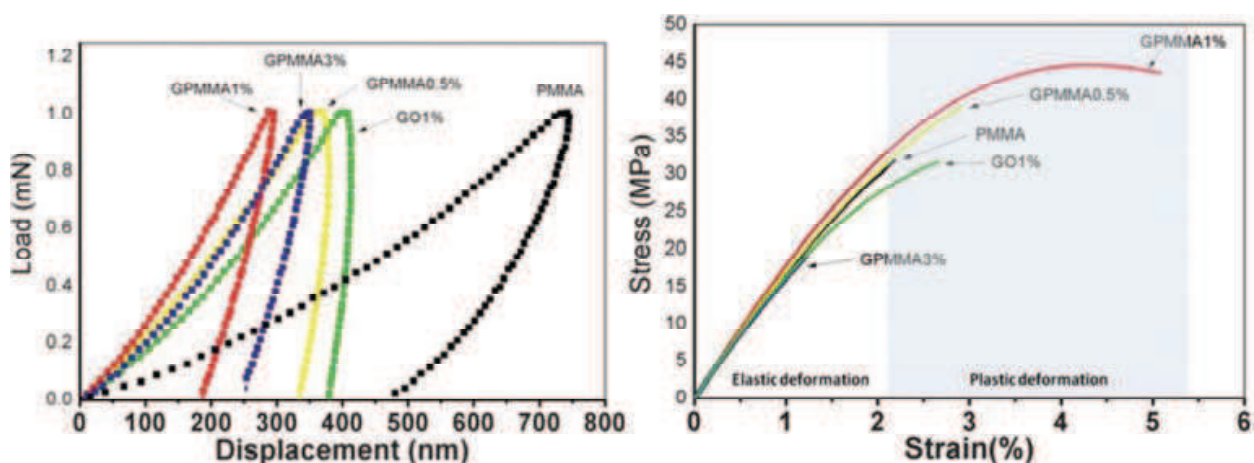 1.2
1.0
0.8
0.6
0.4
0.2
0.0
Load (mN)
GPMMA3%
GPMMA1%
GPMMA0.5%
GO1%
PMMA
0 100 200 300 400 500 600 700 800
Displacement (nm)
50
45
40
35
30
25
20
15
10
5
0
Stress (MPa)
GPMMA1%
GPMMA0.5%
PMMA
GO1%
GPMMA3%
Elastic deformation Plastic deformation
0 1 2 3 4 5 6
Strain(%)